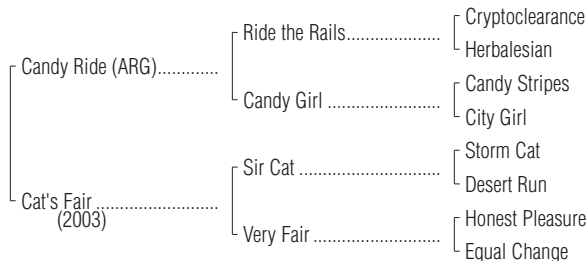 Cryptoclearance
Ride the Rails....................
Herbalesian
Candy Ride (ARG).............
Candy Stripes
Candy Girl .......................
City Girl
Storm Cat
Sir Cat .............................
Desert Run
Cat's Fair ..........................
(2003)
Honest Pleasure
Very Fair ..........................
Equal Change